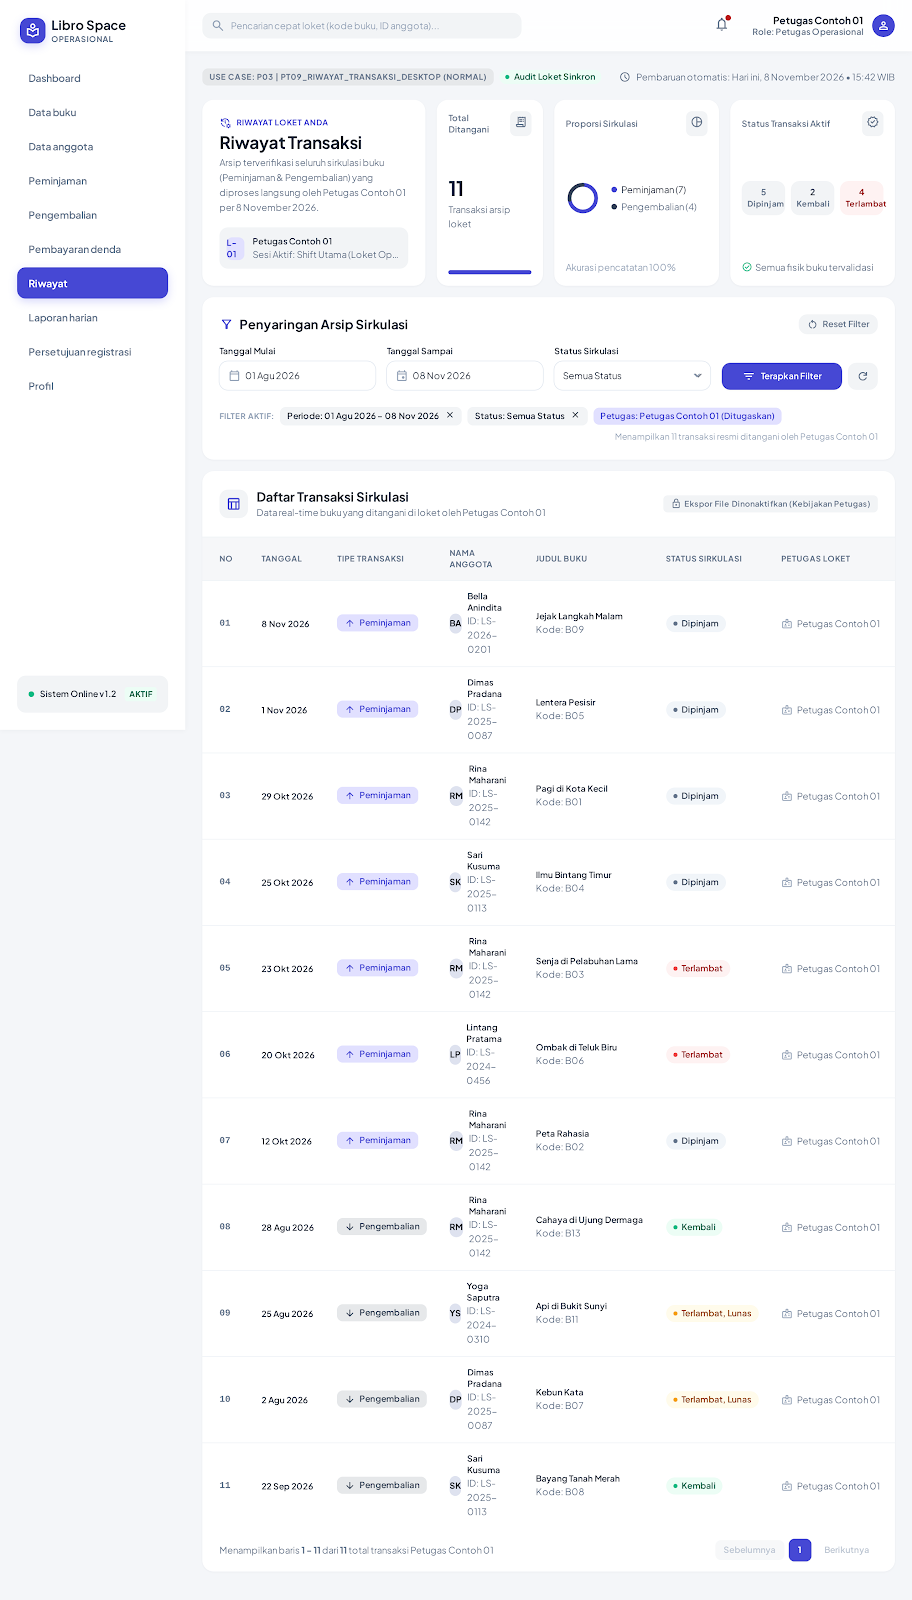 Libro Space
OPERASIONAL
Dashboard
Data buku
Data anggota
Peminjaman
Pengembalian
Pembayaran denda
Riwayat
Laporan harian
Persetujuan registrasi
Profil
Sistem Online v1.2 AKTIF
Pencarian cepat loket (kode buku, ID anggota)...
Petugas Contoh 01
Role: Petugas Operasional
USE CASE: P03 | PT09_RIWAYAT_TRANSAKSI_DESKTOP (NORMAL)
Audit Loket Sinkron
Pembaruan otomatis: Hari ini, 8 November 2026 • 15:42 WIB
RIWAYAT LOKET ANDA
Riwayat Transaksi
Arsip terverifikasi seluruh sirkulasi buku
(Peminjaman & Pengembalian) yang
diproses langsung oleh Petugas Contoh 01
per 8 November 2026.
L-
01
Petugas Contoh 01
Sesi Aktif: Shift Utama (Loket Op...
Total
Ditangani
11
Transaksi arsip
loket
Proporsi Sirkulasi
Peminjaman (7)
Pengembalian (4)
Akurasi pencatatan 100%
Status Transaksi Aktif
5
Dipinjam
2
Kembali
4
Terlambat
Semua fisik buku tervalidasi
Penyaringan Arsip Sirkulasi
Reset Filter
Tanggal Mulai
01 Agu 2026
Tanggal Sampai
08 Nov 2026
Status Sirkulasi
Semua Status
Terapkan Filter
FILTER AKTIF:
Periode: 01 Agu 2026 – 08 Nov 2026 ×
Status: Semua Status ×
Petugas: Petugas Contoh 01 (Ditugaskan)
Menampilkan 11 transaksi resmi ditangani oleh Petugas Contoh 01
Daftar Transaksi Sirkulasi
Data real-time buku yang ditangani di loket oleh Petugas Contoh 01
Ekspor File Dinonaktifkan (Kebijakan Petugas)
NO
TANGGAL
TIPE TRANSAKSI
NAMA
ANGGOTA
JUDUL BUKU
STATUS SIRKULASI
PETUGAS LOKET
01
8 Nov 2026
Peminjaman
BA
Bella
Anindita
ID: LS-
2026-
0201
Jejak Langkah Malam
Kode: B09
Dipinjam
Petugas Contoh 01
02
1 Nov 2026
Peminjaman
DP
Dimas
Pradana
ID: LS-
2025-
0087
Lentera Pesisir
Kode: B05
Dipinjam
Petugas Contoh 01
03
29 Okt 2026
Peminjaman
RM
Rina
Maharani
ID: LS-
2025-
0142
Pagi di Kota Kecil
Kode: B01
Dipinjam
Petugas Contoh 01
04
25 Okt 2026
Peminjaman
SK
Sari
Kusuma
ID: LS-
2025-
0113
Ilmu Bintang Timur
Kode: B04
Dipinjam
Petugas Contoh 01
05
23 Okt 2026
Peminjaman
RM
Rina
Maharani
ID: LS-
2025-
0142
Senja di Pelabuhan Lama
Kode: B03
Terlambat
Petugas Contoh 01
06
20 Okt 2026
Peminjaman
LP
Lintang
Pratama
ID: LS-
2024-
0456
Ombak di Teluk Biru
Kode: B06
Terlambat
Petugas Contoh 01
07
12 Okt 2026
Peminjaman
RM
Rina
Maharani
ID: LS-
2025-
0142
Peta Rahasia
Kode: B02
Dipinjam
Petugas Contoh 01
08
28 Agu 2026
Pengembalian
RM
Rina
Maharani
ID: LS-
2025-
0142
Cahaya di Ujung Dermaga
Kode: B13
Kembali
Petugas Contoh 01
09
25 Agu 2026
Pengembalian
YS
Yoga
Saputra
ID: LS-
2024-
0310
Api di Bukit Sunyi
Kode: B11
Terlambat, Lunas
Petugas Contoh 01
10
2 Agu 2026
Pengembalian
DP
Dimas
Pradana
ID: LS-
2025-
0087
Kebun Kata
Kode: B07
Terlambat, Lunas
Petugas Contoh 01
11
22 Sep 2026
Pengembalian
SK
Sari
Kusuma
ID: LS-
2025-
0113
Bayang Tanah Merah
Kode: B08
Kembali
Petugas Contoh 01
Menampilkan baris 1 – 11 dari 11 total transaksi Petugas Contoh 01
Sebelumnya 1 Berikutnya